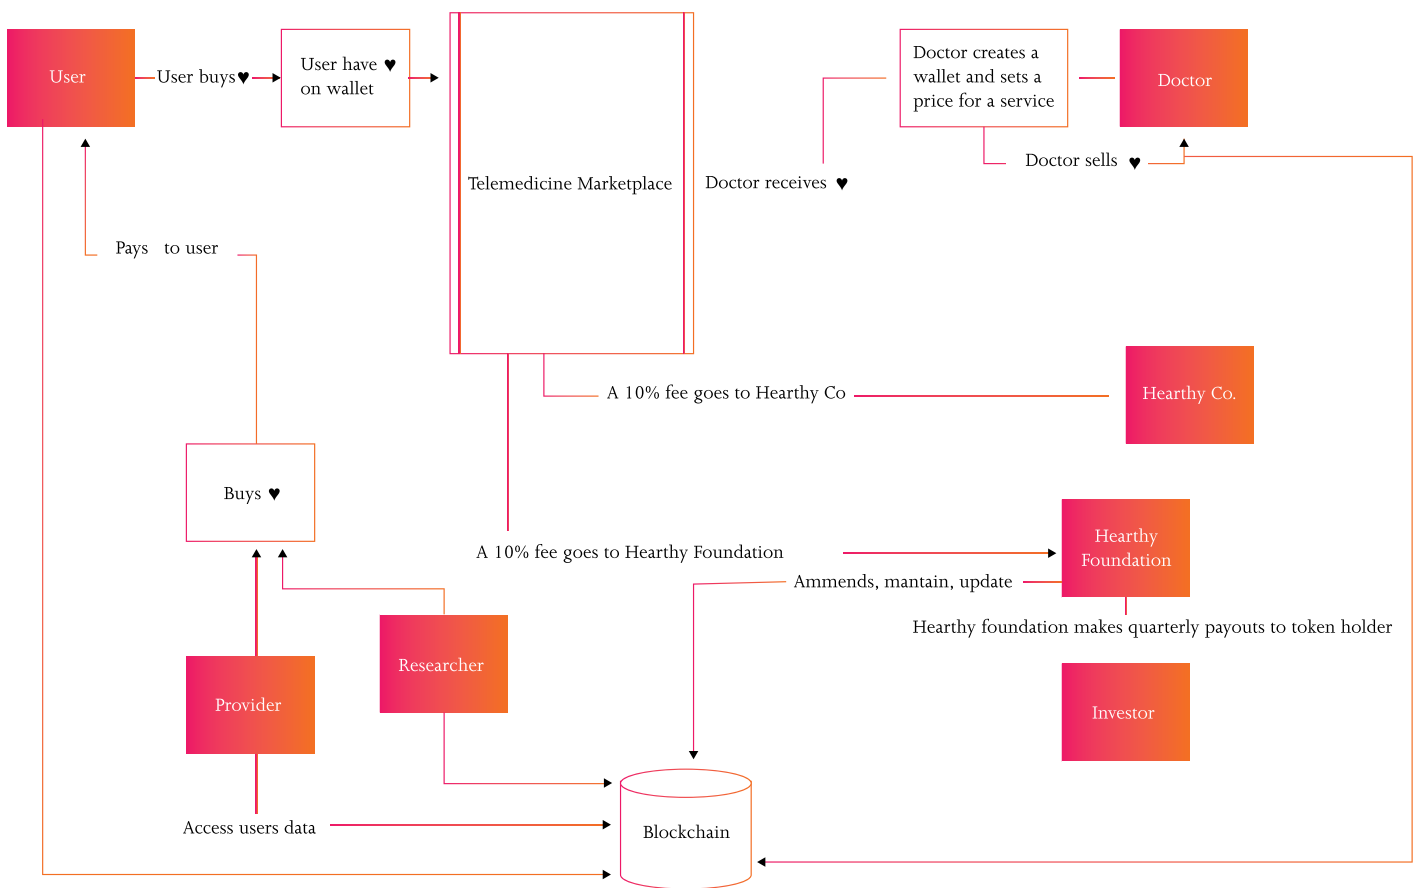 User
User buys♥
User have ♥
on wallet
Telemedicine Marketplace
Doctor receives ♥
Doctor creates a
wallet and sets a
price for a service
Doctor
Doctor sells ♥
Pays to user
A 10% fee goes to Hearthy Co
Hearthy Co.
Buys ♥
A 10% fee goes to Hearthy Foundation
Hearthy
Foundation
Ammends, mantain, update
Hearthy foundation makes quarterly payouts to token holder
Researcher
Provider
Investor
Access users data
Blockchain